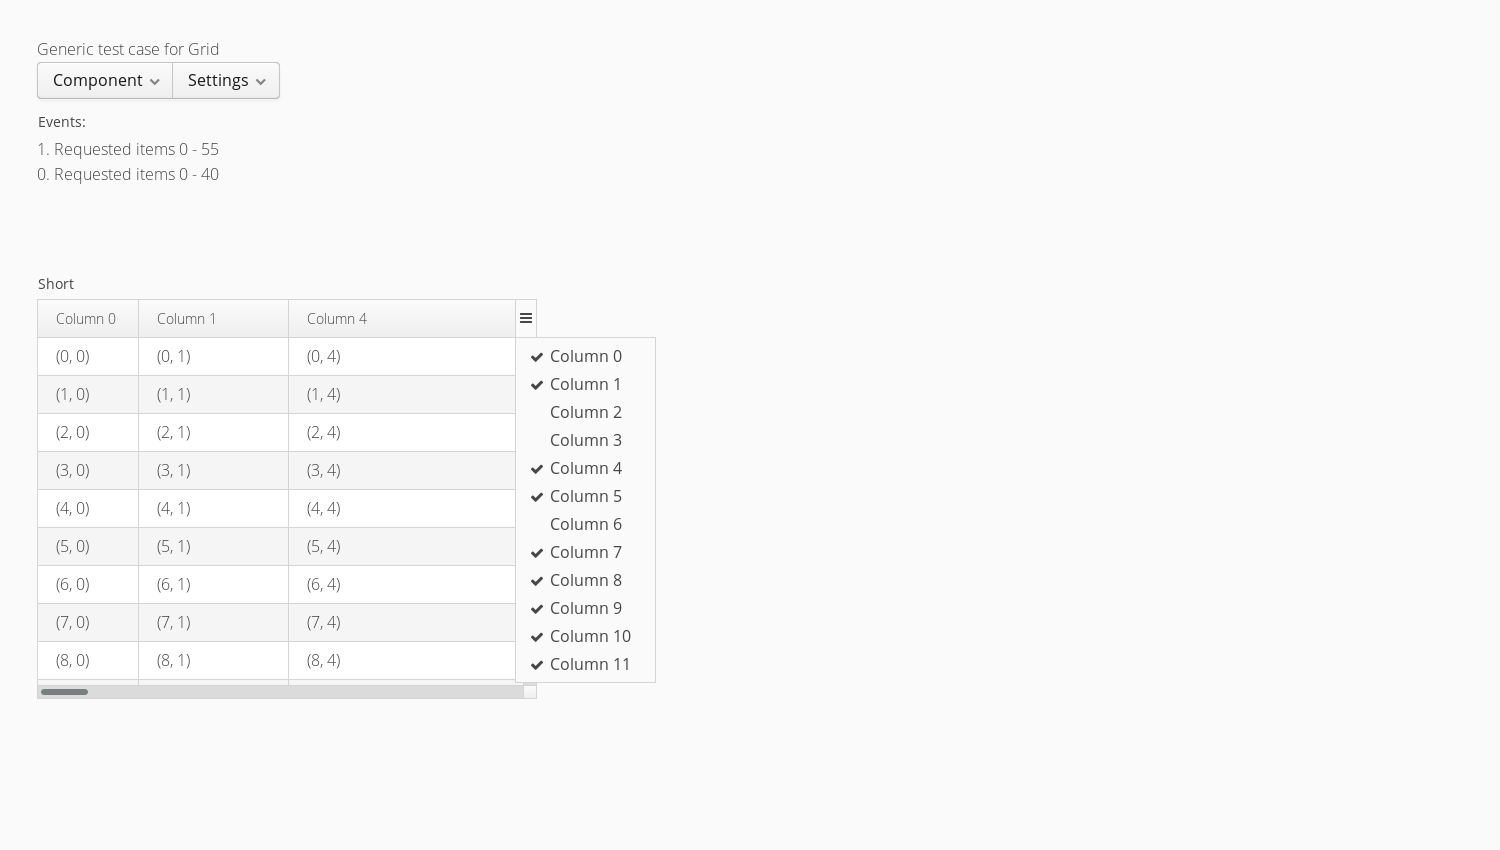 Generic test case for Grid
Component Settings
Events:
1. Requested items 0 - 55
0. Requested items 0 - 40
Short
Column 0 Column 1 Column 4
(0, 0) (0, 1) (0, 4) Column 0
(1, 0) (1, 1) (1, 4) Column 1
Column 2
(2, 0) (2, 1) (2, 4)
Column 3
(3, 0) (3, 1) (3, 4) Column 4
(4, 0) (4, 1) (4, 4) Column 5
Column 6
(5, 0) (5, 1) (5, 4) Column 7
(6, 0) (6, 1) (6, 4) Column 8
Column 9
(7, 0) (7, 1) (7, 4)
Column 10
(8, 0) (8, 1) (8, 4) Column 11